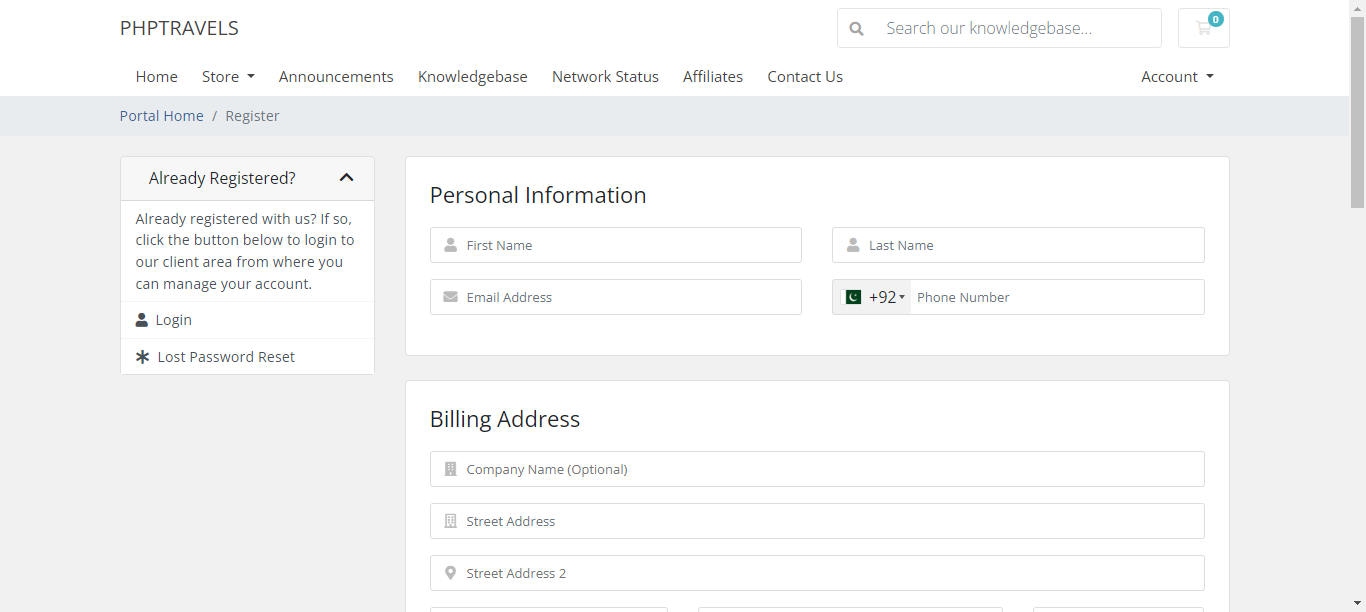 PHPTRAVELS
Search our knowledgebase...
0
Home Store Announcements Knowledgebase Network Status Affiliates Contact Us Account
Portal Home / Register
Already Registered?
Already registered with us? If so,
click the button below to login to
our client area from where you
can manage your account.
Login
Lost Password Reset
Personal Information
First Name
Last Name
Email Address
+92 Phone Number
Billing Address
Company Name (Optional)
Street Address
Street Address 2